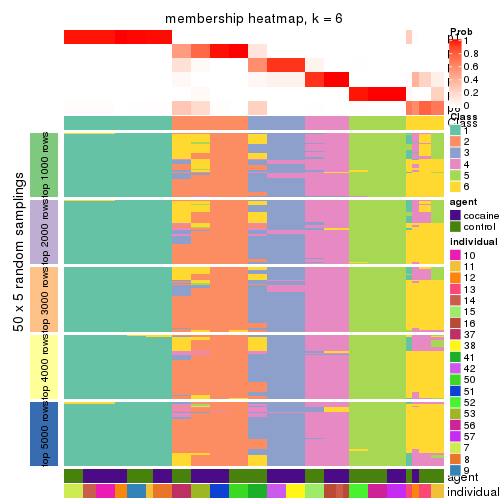 membership heatmap, k = 6
Prob
1
0.8
0.6
0.4
0.2
0
Class
Class
1
2
3
4
5
6
agent
cocaine
control
individual
10
11
12
13
14
15
16
37
38
41
42
50
51
52
53
56
57
7
8
9
agent
individual
50 x 5 random samplings
top 1000 rows
top 2000 rows
top 3000 rows
top 4000 rows
top 5000 rows